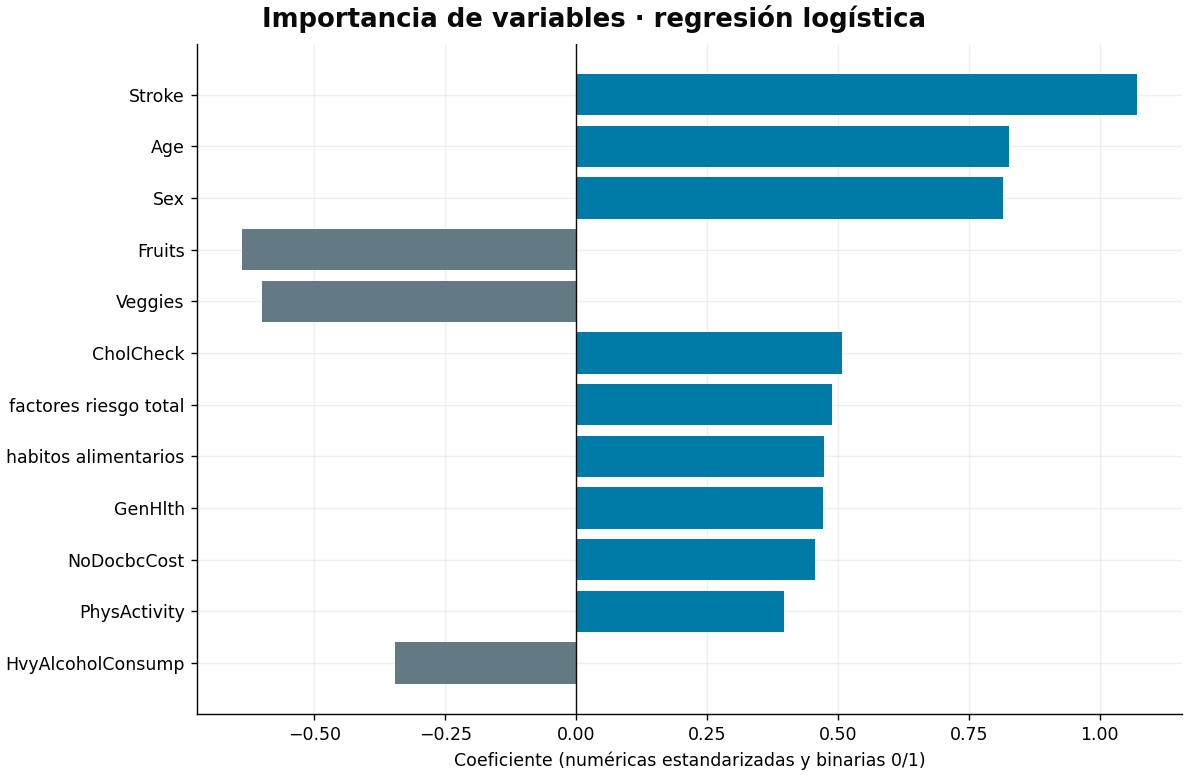 Importancia de variables · regresión logística
Stroke
Age
Sex
Fruits
Veggies
CholCheck
factores riesgo total
habitos alimentarios
GenHlth
NoDocbcCost
PhysActivity
HvyAlcoholConsump
−0.50 −0.25 0.00 0.25 0.50 0.75 1.00
Coeficiente (numéricas estandarizadas y binarias 0/1)